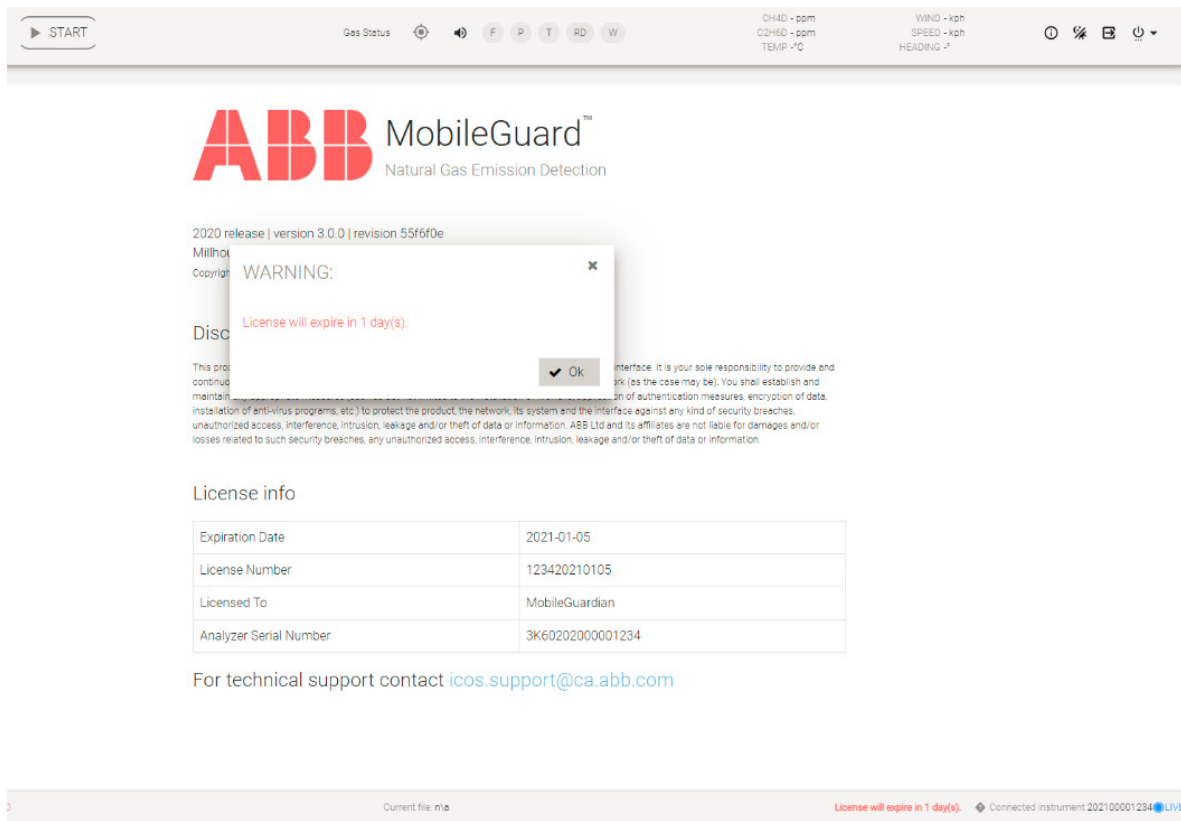 START
Gas Status
F P T RD W
CH4D - ppm
C2H6D - ppm
TEMP -°C
WIND - kph
SPEED - kph
HEADING -°
ABB MobileGuard™
Natural Gas Emission Detection
2020 release | version 3.0.0 | revision 55f6f0e
WARNING:
License will expire in 1 day(s).
Ok
nterface. It is your sole responsibility to provide and
(as the case may be). You shall establish and
of authentication measures, encryption of data,
installation of anti-virus programs, etc.) to protect the product, the network, its system and the interface against any kind of security breaches,
unauthorized access, interference, intrusion, leakage and/or theft of data or information. ABB Ltd and its affiliates are not liable for damages and/or
losses related to such security breaches, any unauthorized access, interference, intrusion, leakage and/or theft of data or information.
License info
Expiration Date 2021-01-05
License Number 123420210105
Licensed To MobileGuardian
Analyzer Serial Number 3K60202000001234
For technical support contact icos.support@ca.abb.com
Current file: n\a
License will expire in 1 day(s).
Connected instrument 202100001234
LIVE